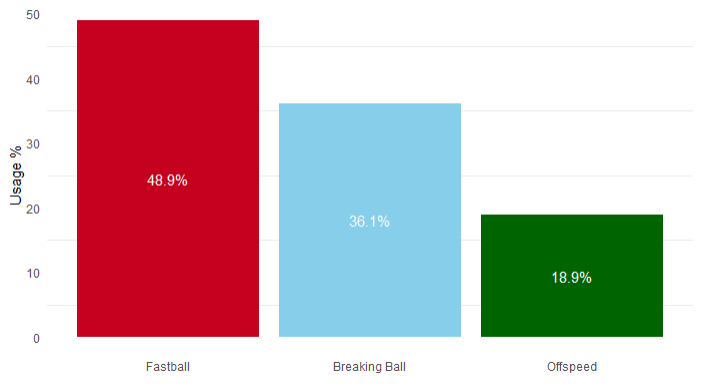 50
40
30
20
10
0
Usage %
48.9%
36.1%
18.9%
Fastball
Breaking Ball
Offspeed